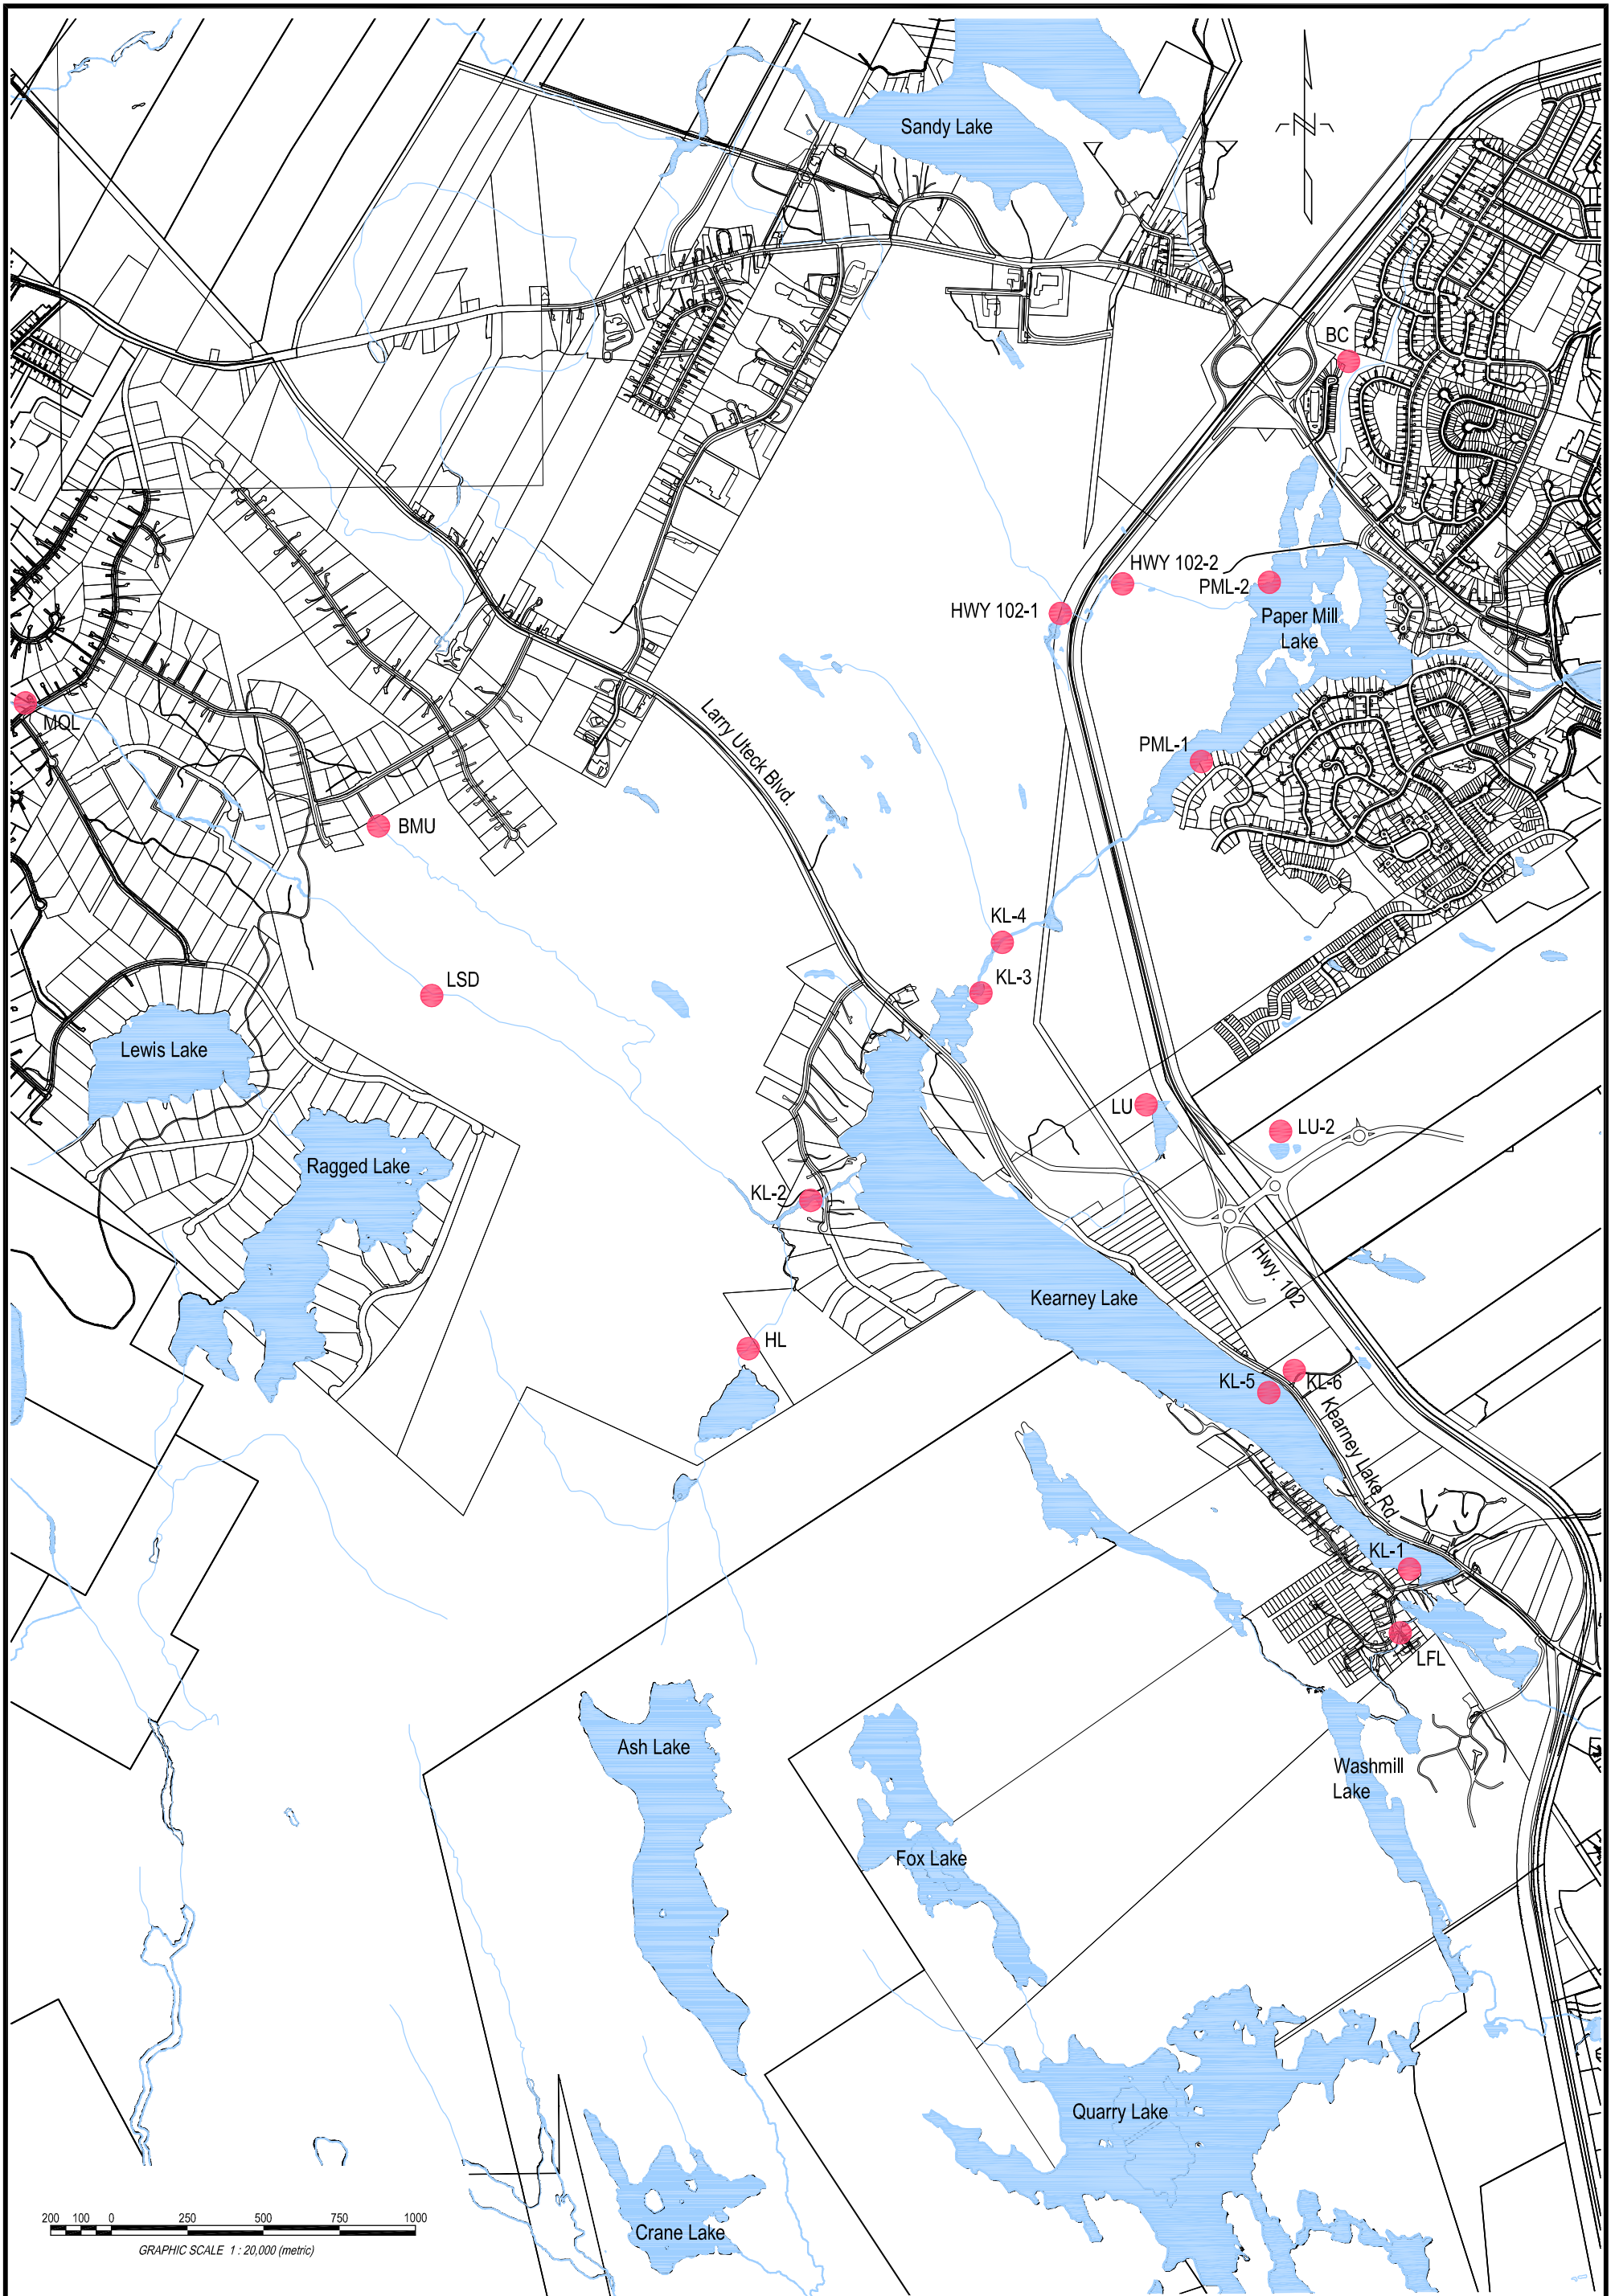 Sandy Lake
N
BC
HWY 102-2
PML-2
HWY 102-1
Paper Mill
Lake
MQL
Larry Uteck Blvd.
PML-1
BMU
KL-4
KL-3
LSD
Lewis Lake
LU
LU-2
Ragged Lake
KL-2
Hwy. 102
Kearney Lake
HL
KL-5
KL-6
Kearney Lake Rd.
KL-1
LFL
Ash Lake
Washmill
Lake
Fox Lake
Quarry Lake
Crane Lake
200 100 0 250 500 750 1000
GRAPHIC SCALE 1 : 20,000 (metric)